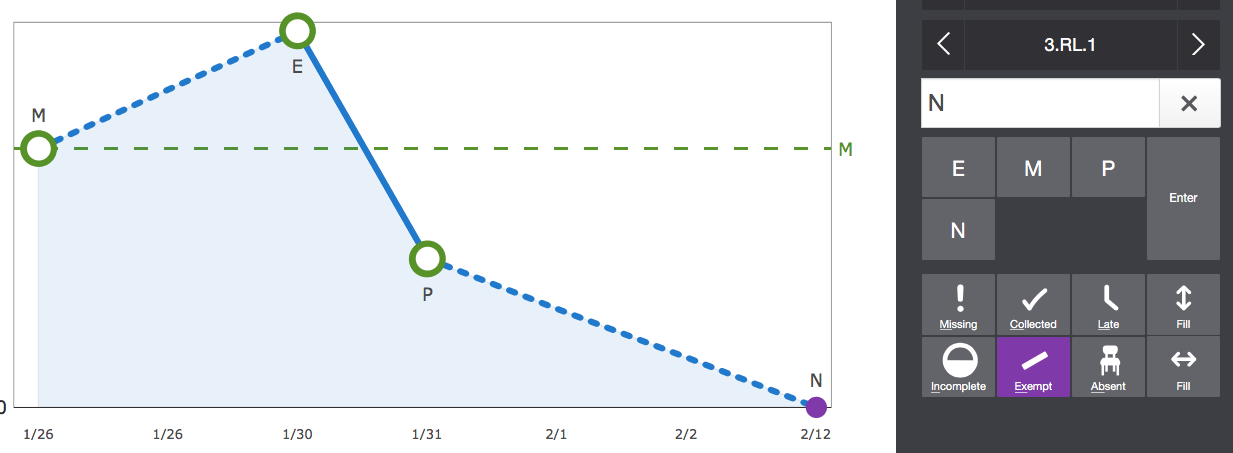 E
M
M
P
N
0
1/26
1/26
1/30
1/31
2/1
2/2
2/12
3.RL.1
N
E
M
P
Enter
N
Missing
Collected
Late
Fill
Incomplete
Exempt
Absent
Fill